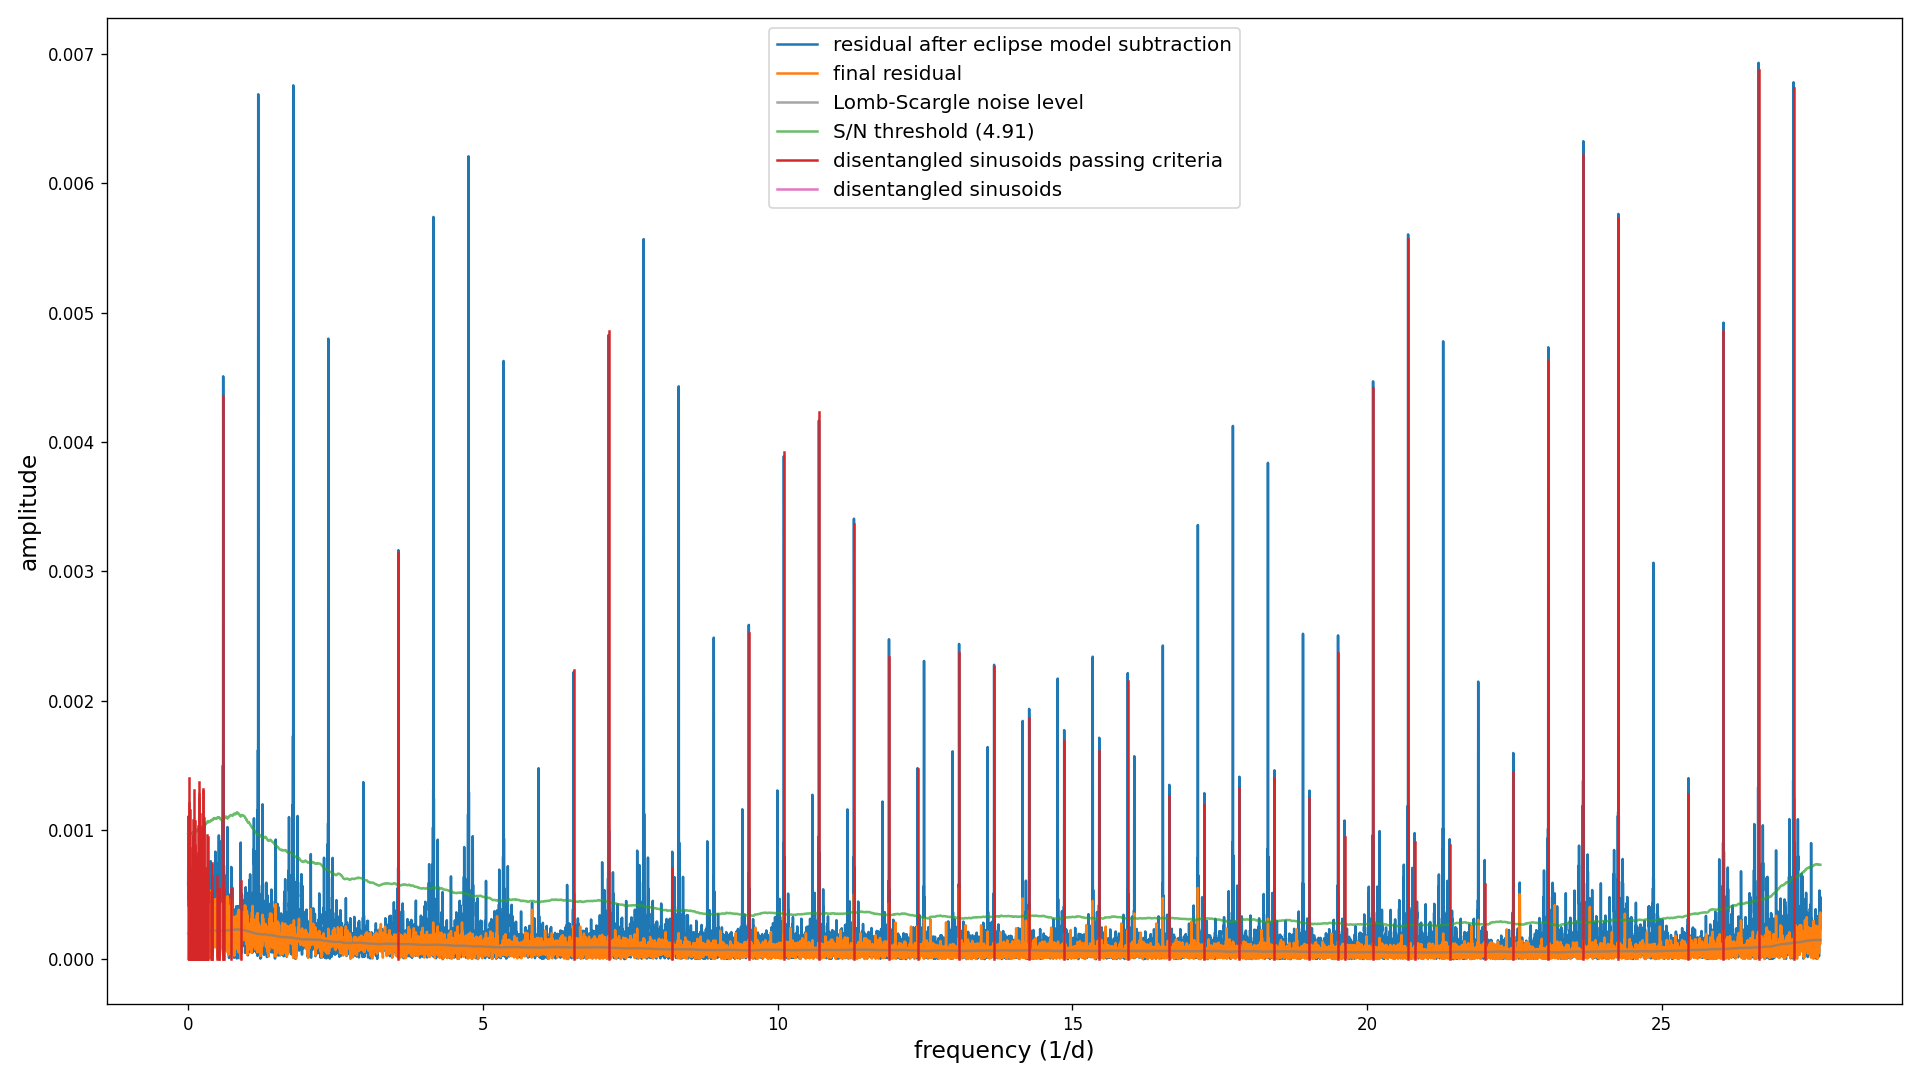 residual after eclipse model subtraction
final residual
Lomb-Scargle noise level
S/N threshold (4.91)
disentangled sinusoids passing criteria
disentangled sinusoids
amplitude
0.007
0.006
0.005
0.004
0.003
0.002
0.001
0.000
0 5 10 15 20 25
frequency (1/d)